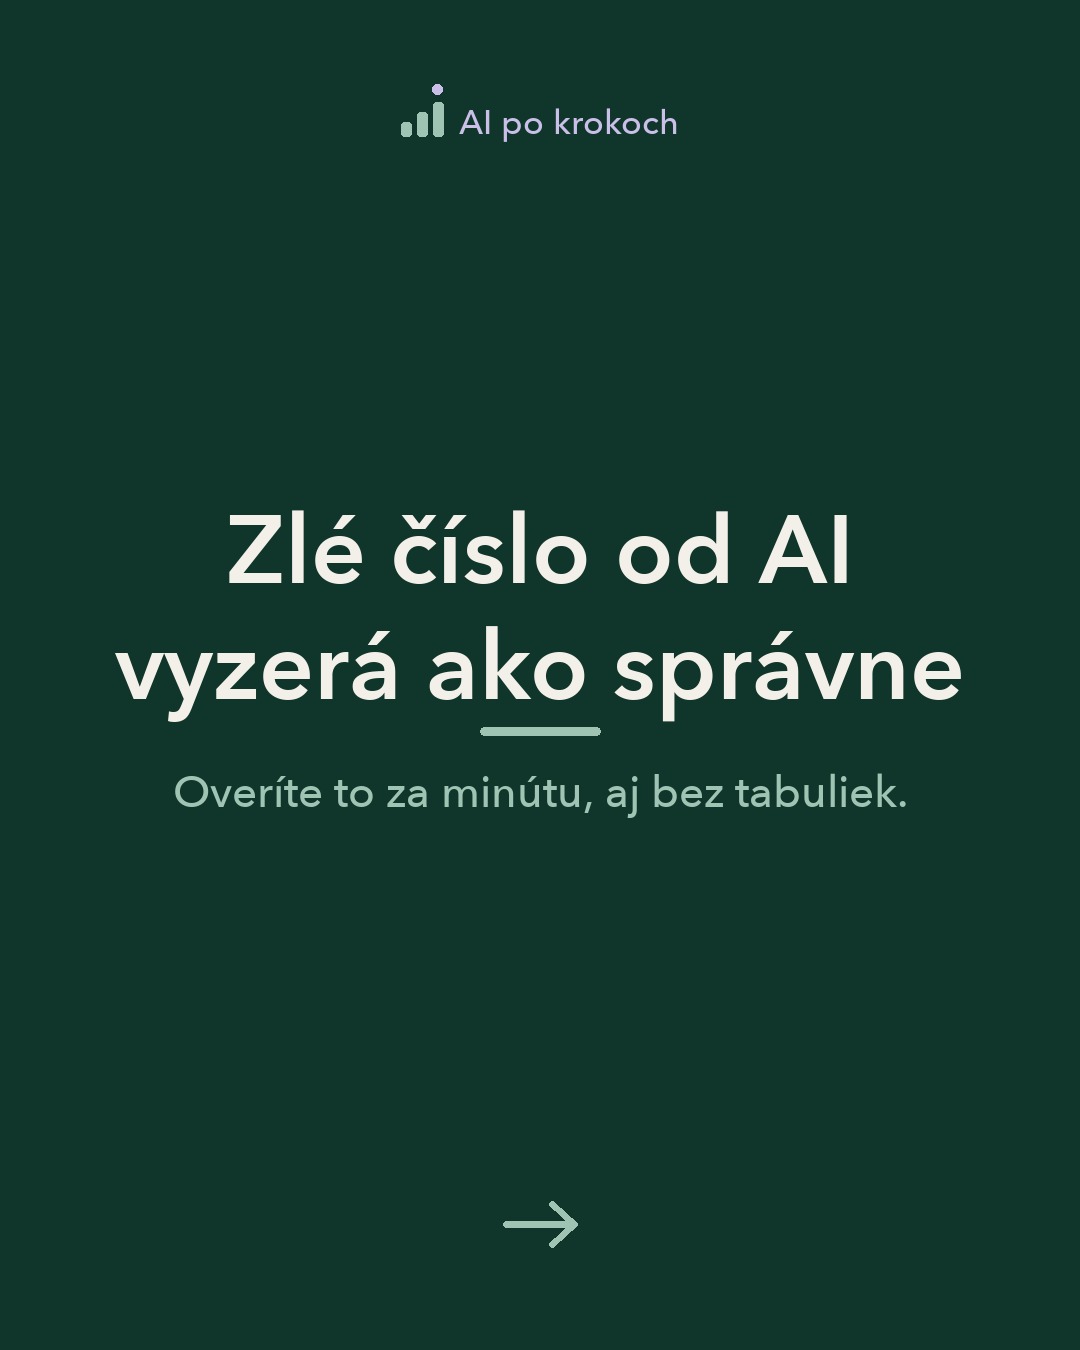 AI po krokoch
Zlé číslo od AI
vyzerá ako správne
Overíte to za minútu, aj bez tabuliek.